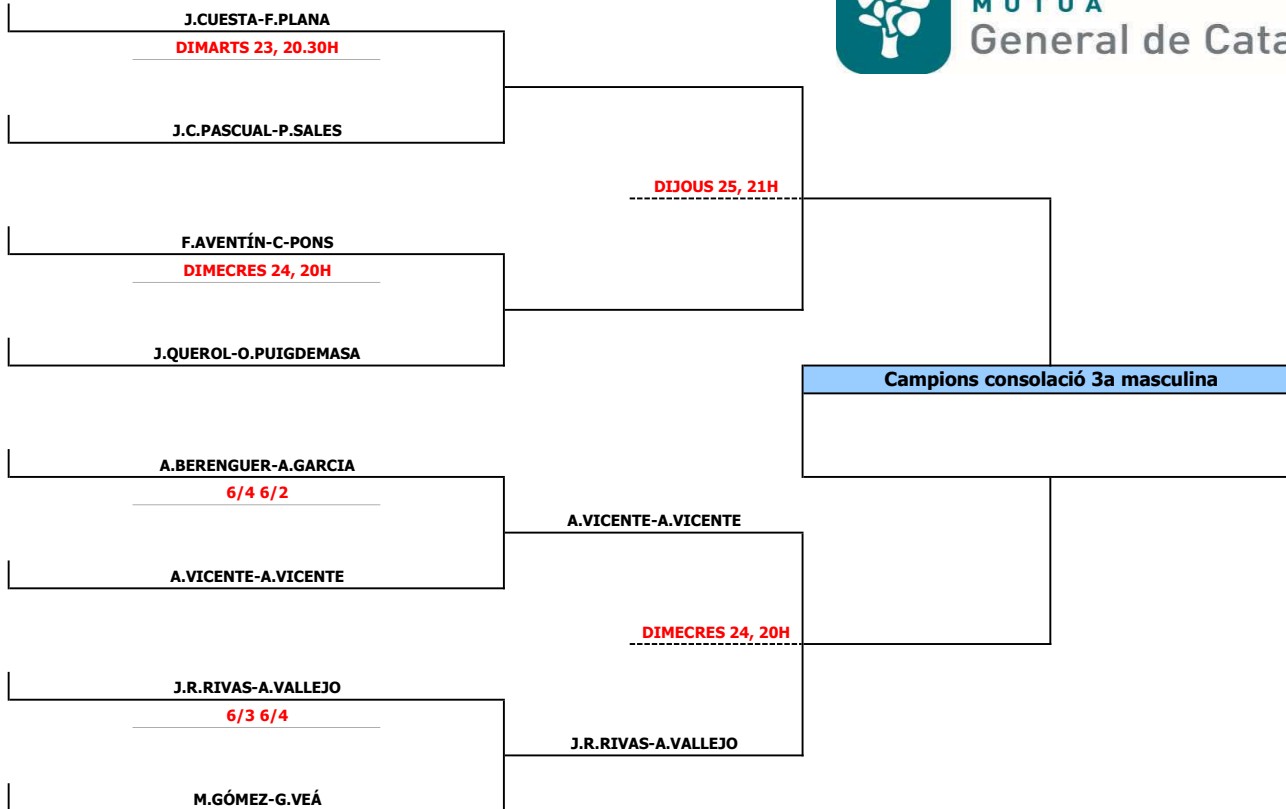 J.CUESTA-F.PLANA
DIMARTS 23, 20.30H
MÚTUA
General de Cata
J.C.PASCUAL-P.SALES
DIJOUS 25, 21H
F.AVENTÍN-C-PONS
DIMECRES 24, 20H
J.QUEROL-O.PUIGDEMASA
Campions consolació 3a masculina
A.BERENGUER-A.GARCIA
6/4 6/2
A.VICENTE-A.VICENTE
A.VICENTE-A.VICENTE
DIMECRES 24, 20H
J.R.RIVAS-A.VALLEJO
6/3 6/4
J.R.RIVAS-A.VALLEJO
M.GÓMEZ-G.VEÁ